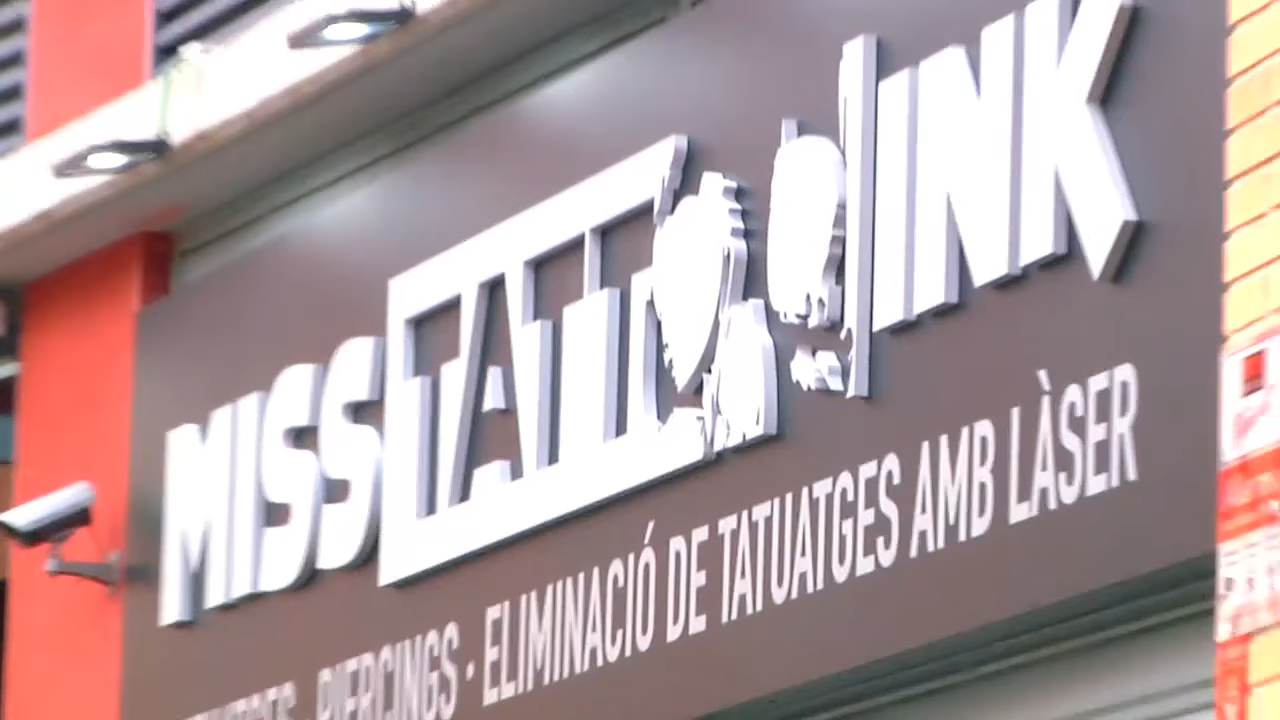 MISS TATTOO INK
PIERCINGS · ELIMINACIÓ DE TATUATGES AMB LÀSER